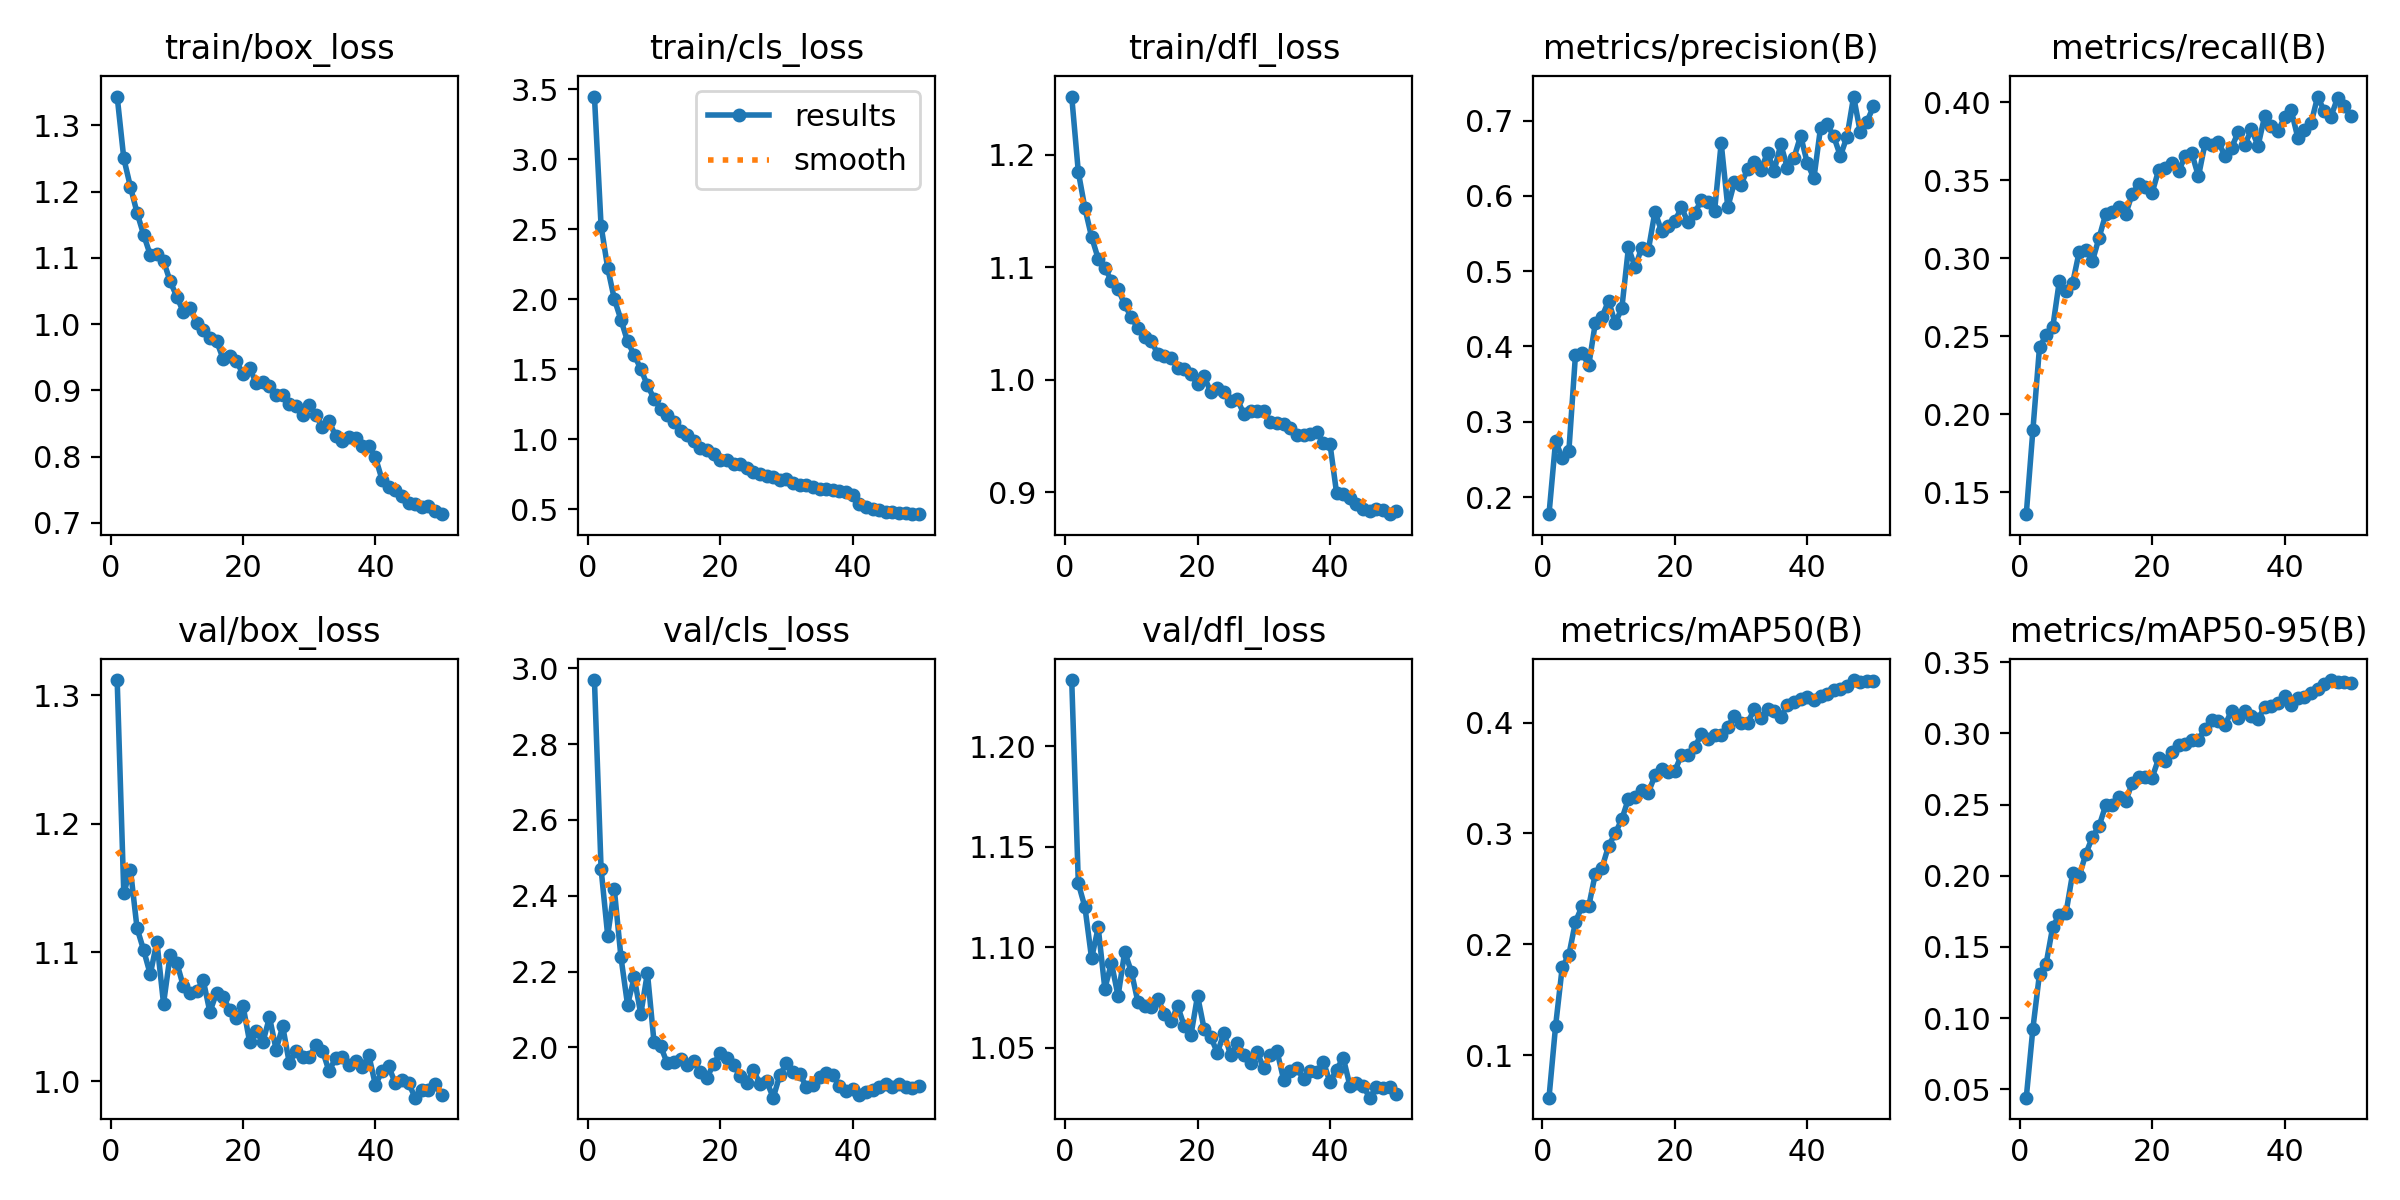 train/box_loss
1.3
1.2
1.1
1.0
0.9
0.8
0.7
0 20 40
train/cls_loss
results
smooth
3.5
3.0
2.5
2.0
1.5
1.0
0.5
0 20 40
train/dfl_loss
1.2
1.1
1.0
0.9
0 20 40
metrics/precision(B)
0.7
0.6
0.5
0.4
0.3
0.2
0 20 40
metrics/recall(B)
0.40
0.35
0.30
0.25
0.20
0.15
0 20 40
val/box_loss
1.3
1.2
1.1
1.0
0 20 40
val/cls_loss
3.0
2.8
2.6
2.4
2.2
2.0
0 20 40
val/dfl_loss
1.20
1.15
1.10
1.05
0 20 40
metrics/mAP50(B)
0.4
0.3
0.2
0.1
0 20 40
metrics/mAP50-95(B)
0.35
0.30
0.25
0.20
0.15
0.10
0.05
0 20 40